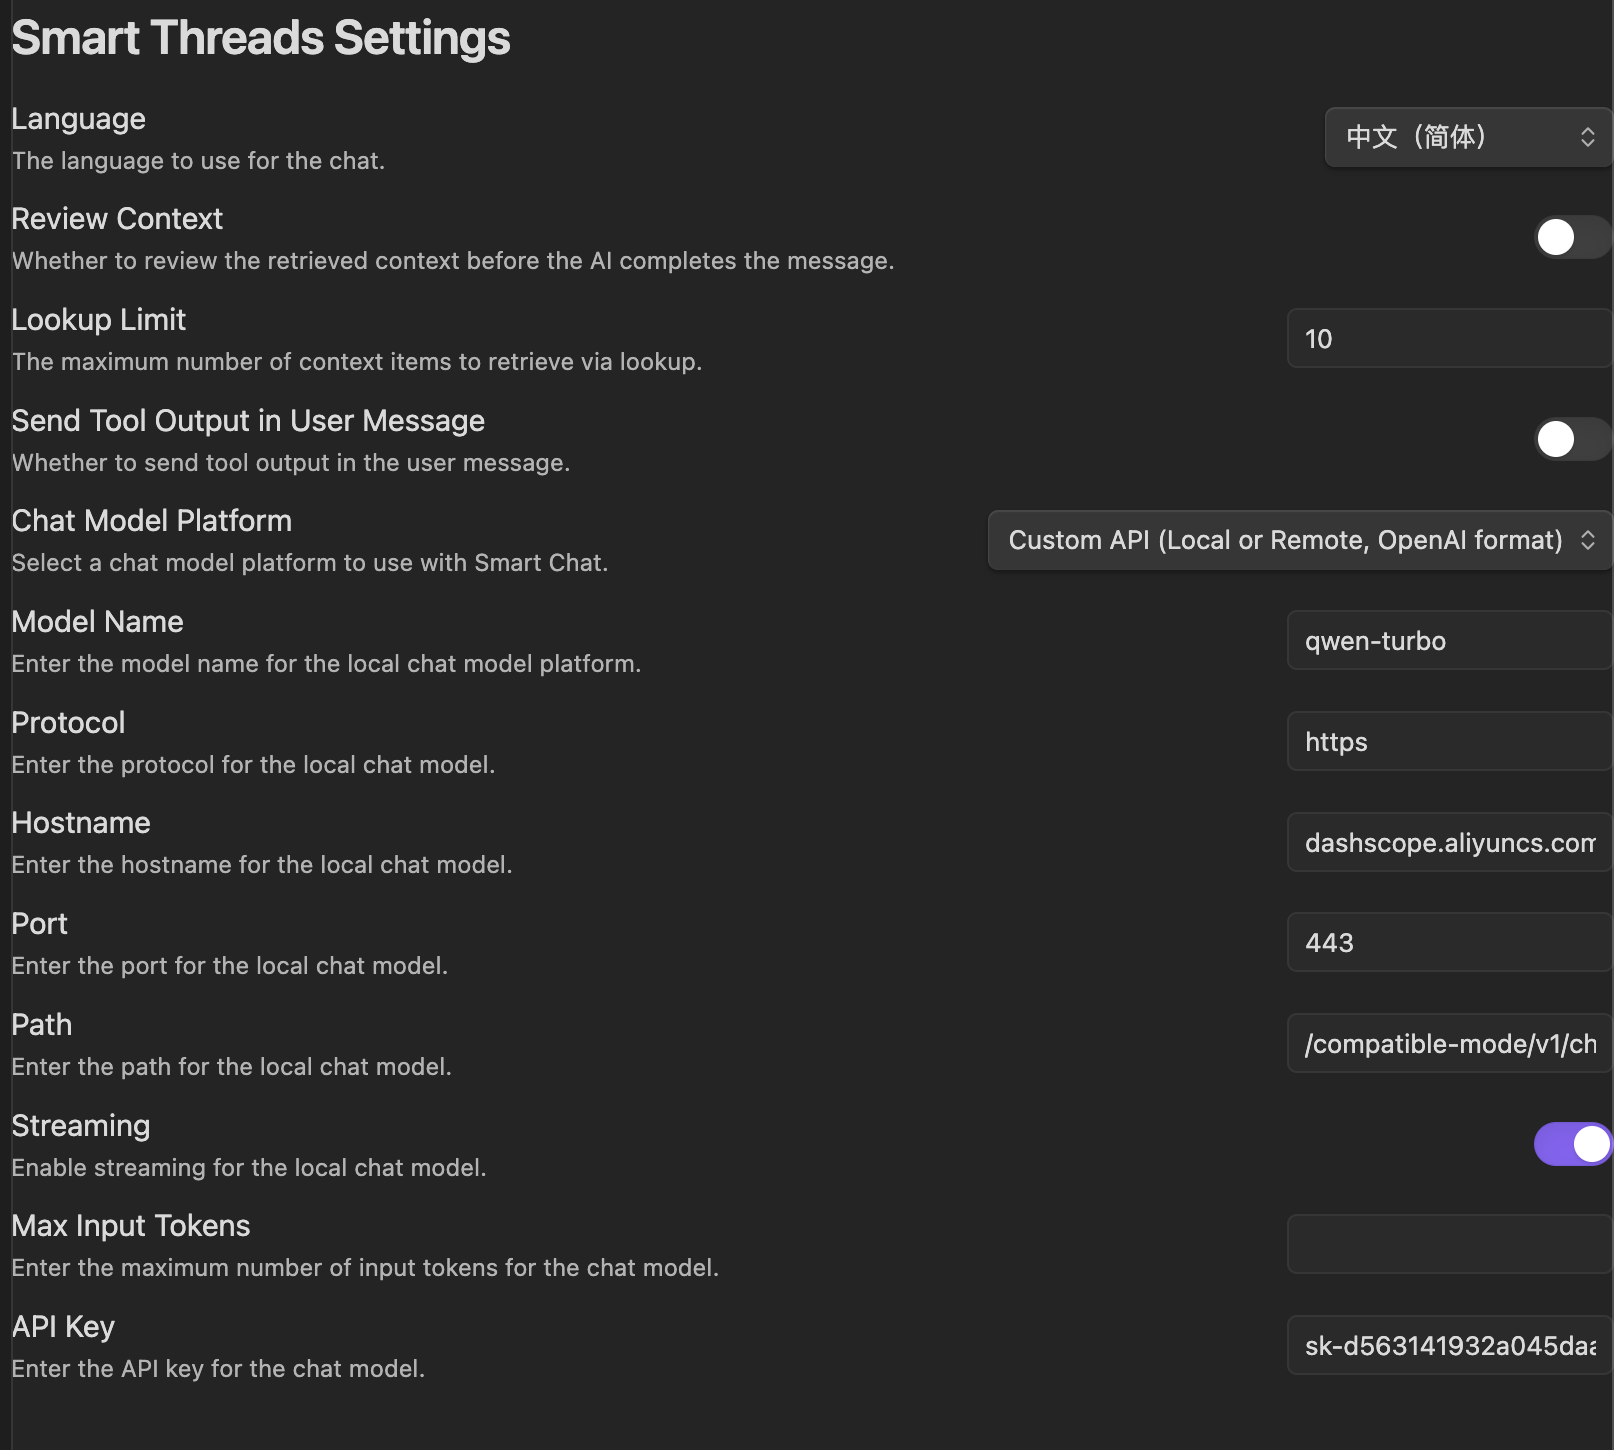 Smart Threads Settings
Language
中文（简体）
The language to use for the chat.
Review Context
Whether to review the retrieved context before the AI completes the message.
Lookup Limit
10
The maximum number of context items to retrieve via lookup.
Send Tool Output in User Message
Whether to send tool output in the user message.
Chat Model Platform
Custom API (Local or Remote, OpenAI format)
Select a chat model platform to use with Smart Chat.
Model Name
qwen-turbo
Enter the model name for the local chat model platform.
Protocol
https
Enter the protocol for the local chat model.
Hostname
dashscope.aliyuncs.com
Enter the hostname for the local chat model.
Port
443
Enter the port for the local chat model.
Path
/compatible-mode/v1/ch
Enter the path for the local chat model.
Streaming
Enable streaming for the local chat model.
Max Input Tokens
Enter the maximum number of input tokens for the chat model.
API Key
sk-d563141932a045daa
Enter the API key for the chat model.